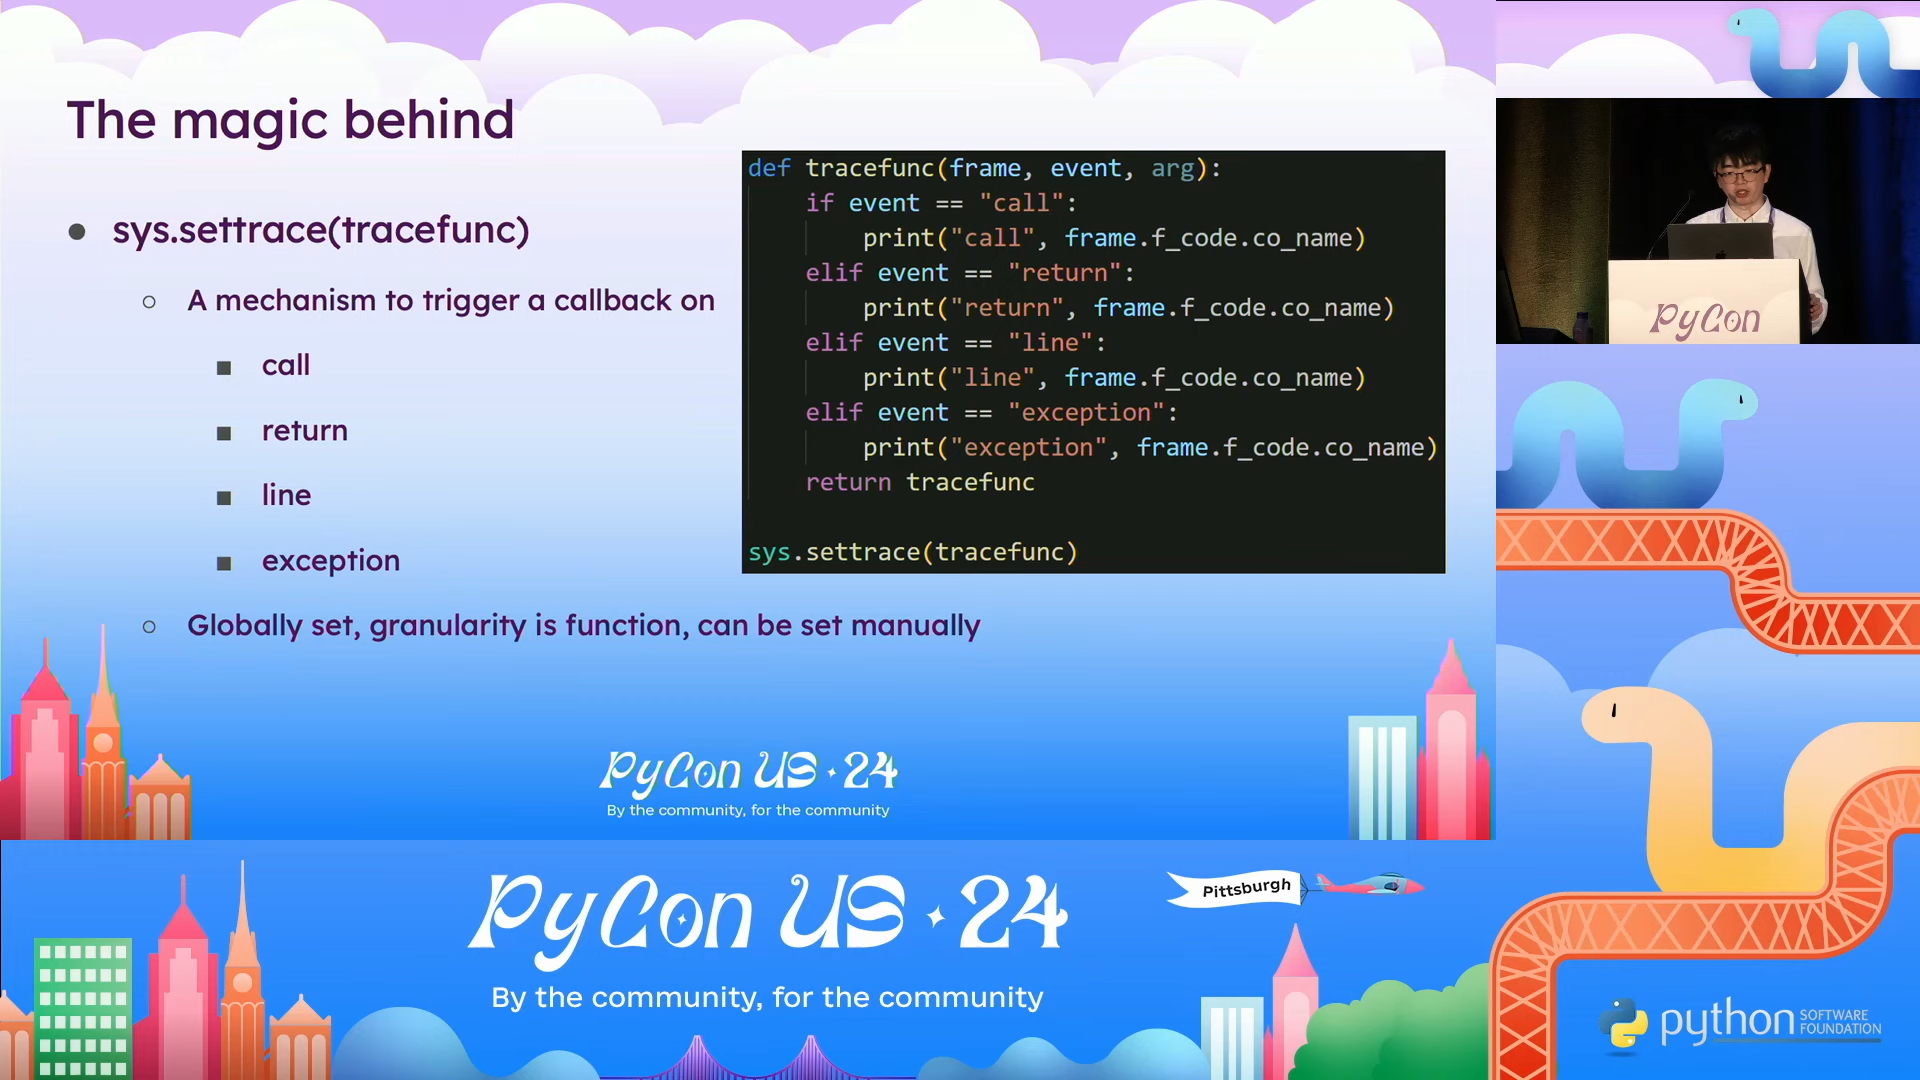 The magic behind
● sys.settrace(tracefunc)
○ A mechanism to trigger a callback on
■ call
■ return
■ line
■ exception
○ Globally set, granularity is function, can be set manually
def tracefunc(frame, event, arg):
    if event == "call":
        print("call", frame.f_code.co_name)
    elif event == "return":
        print("return", frame.f_code.co_name)
    elif event == "line":
        print("line", frame.f_code.co_name)
    elif event == "exception":
        print("exception", frame.f_code.co_name)
    return tracefunc

sys.settrace(tracefunc)
PyCon US 24
By the community, for the community
PyCon
PyCon US 24
By the community, for the community
Pittsburgh
python SOFTWARE
FOUNDATION